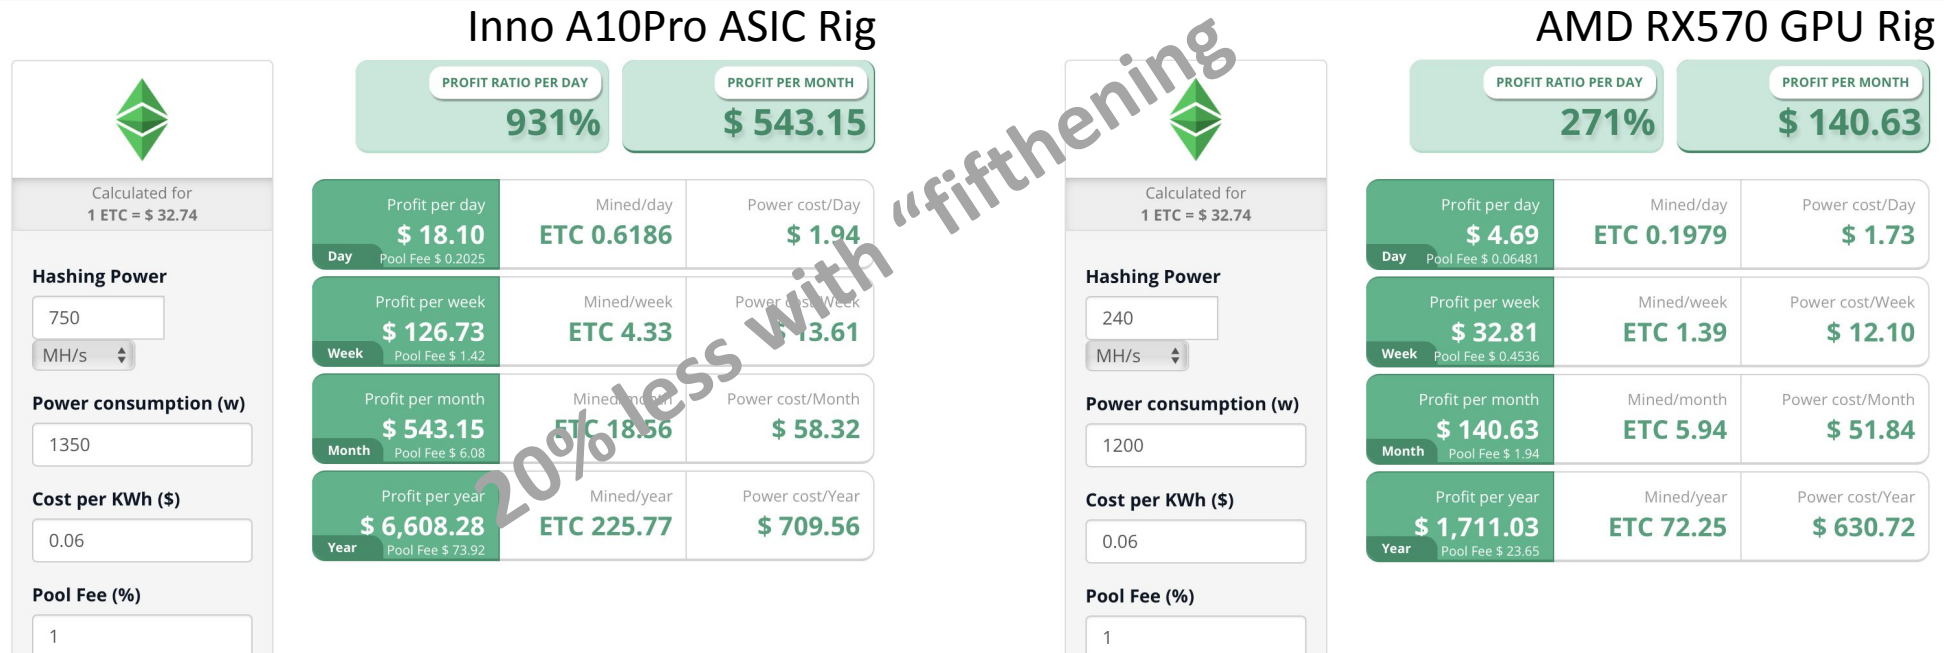 Inno A10Pro ASIC Rig
PROFIT RATIO PER DAY
931%
PROFIT PER MONTH
$ 543.15
Calculated for
1 ETC = $ 32.74
Hashing Power
750
MH/s
Power consumption (w)
1350
Cost per KWh ($)
0.06
Pool Fee (%)
1
Profit per day
$ 18.10
Day
Pool Fee $ 0.2025
Mined/day
ETC 0.6186
Power cost/Day
$ 1.94
Profit per week
$ 126.73
Week
Pool Fee $ 1.42
Mined/week
ETC 4.33
Power cost/Week
$ 13.61
Profit per month
$ 543.15
Month
Pool Fee $ 6.08
Mined/month
ETC 18.56
Power cost/Month
$ 58.32
Profit per year
$ 6,608.28
Year
Pool Fee $ 73.92
Mined/year
ETC 225.77
Power cost/Year
$ 709.56
20% less with “fifthening
AMD RX570 GPU Rig
PROFIT RATIO PER DAY
271%
PROFIT PER MONTH
$ 140.63
Calculated for
1 ETC = $ 32.74
Hashing Power
240
MH/s
Power consumption (w)
1200
Cost per KWh ($)
0.06
Pool Fee (%)
1
Profit per day
$ 4.69
Day
Pool Fee $ 0.06481
Mined/day
ETC 0.1979
Power cost/Day
$ 1.73
Profit per week
$ 32.81
Week
Pool Fee $ 0.4536
Mined/week
ETC 1.39
Power cost/Week
$ 12.10
Profit per month
$ 140.63
Month
Pool Fee $ 1.94
Mined/month
ETC 5.94
Power cost/Month
$ 51.84
Profit per year
$ 1,711.03
Year
Pool Fee $ 23.65
Mined/year
ETC 72.25
Power cost/Year
$ 630.72